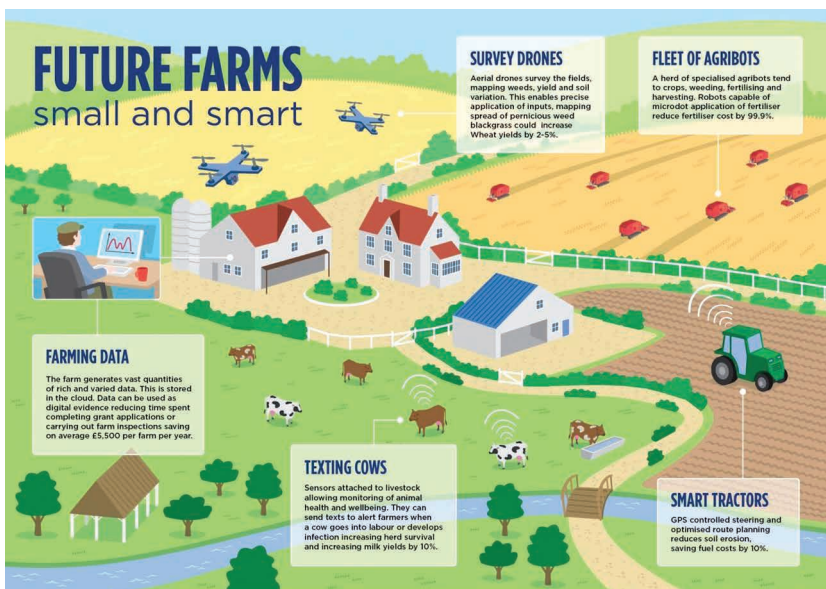 FUTURE FARMS
small and smart
SURVEY DRONES
Aerial drones survey the fields,
mapping weeds, yield and soil
variation. This enables precise
application of inputs, mapping
spread of pernicious weed
blackgrass could increase
Wheat yields by 2-5%.
FLEET OF AGRIBOTS
A herd of specialised agribots tend
to crops, weeding, fertilising and
harvesting. Robots capable of
microdot application of fertiliser
reduce fertiliser cost by 99.9%.
FARMING DATA
The farm generates vast quantities
of rich and varied data. This is stored
in the cloud. Data can be used as
digital evidence reducing time spent
completing grant applications or
carrying out farm inspections saving
on average £5,500 per farm per year.
TEXTING COWS
Sensors attached to livestock
allowing monitoring of animal
health and wellbeing. They can
send texts to alert farmers when
a cow goes into labour or develops
infection increasing herd survival
and increasing milk yields by 10%.
SMART TRACTORS
GPS controlled steering and
optimised route planning
reduces soil erosion,
saving fuel costs by 10%.